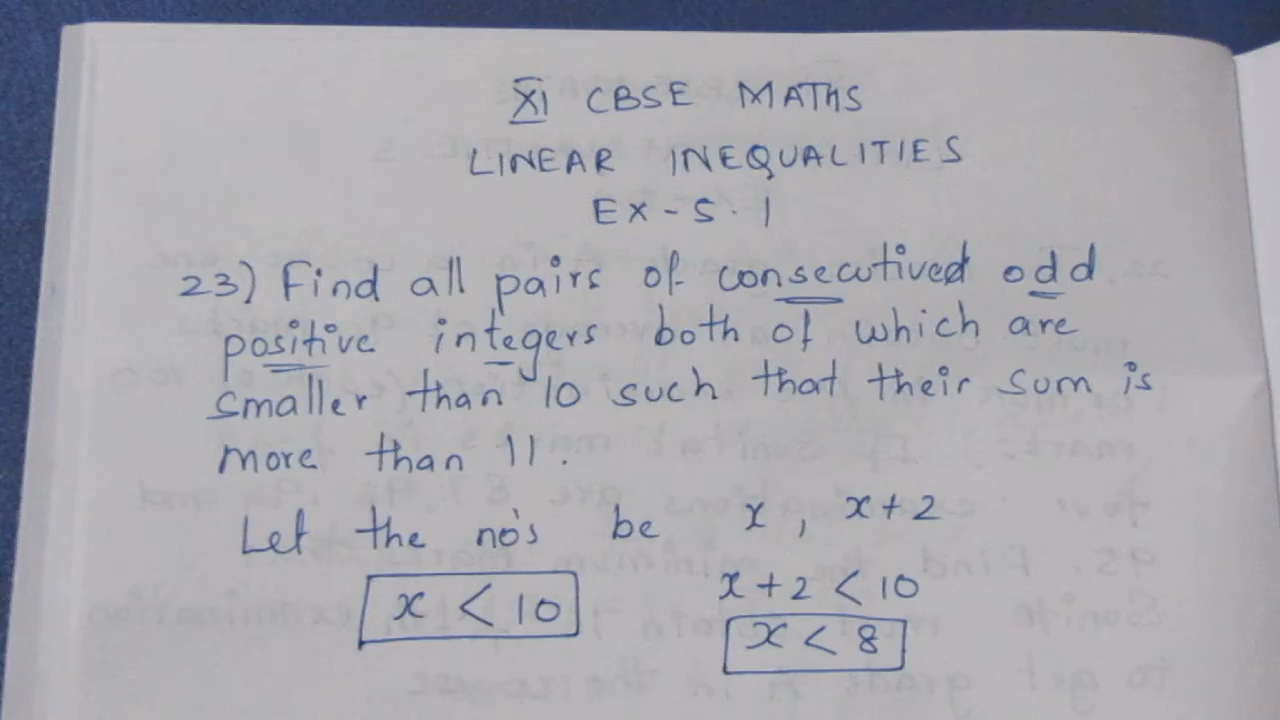 XI CBSE MATHS
LINEAR INEQUALITIES
EX-5.1
23) Find all pairs of consecutived odd
positive integers both of which are
smaller than 10 such that their sum is
more than 11.
Let the no's be x, x+2
x < 10 x+2 < 10
x < 8